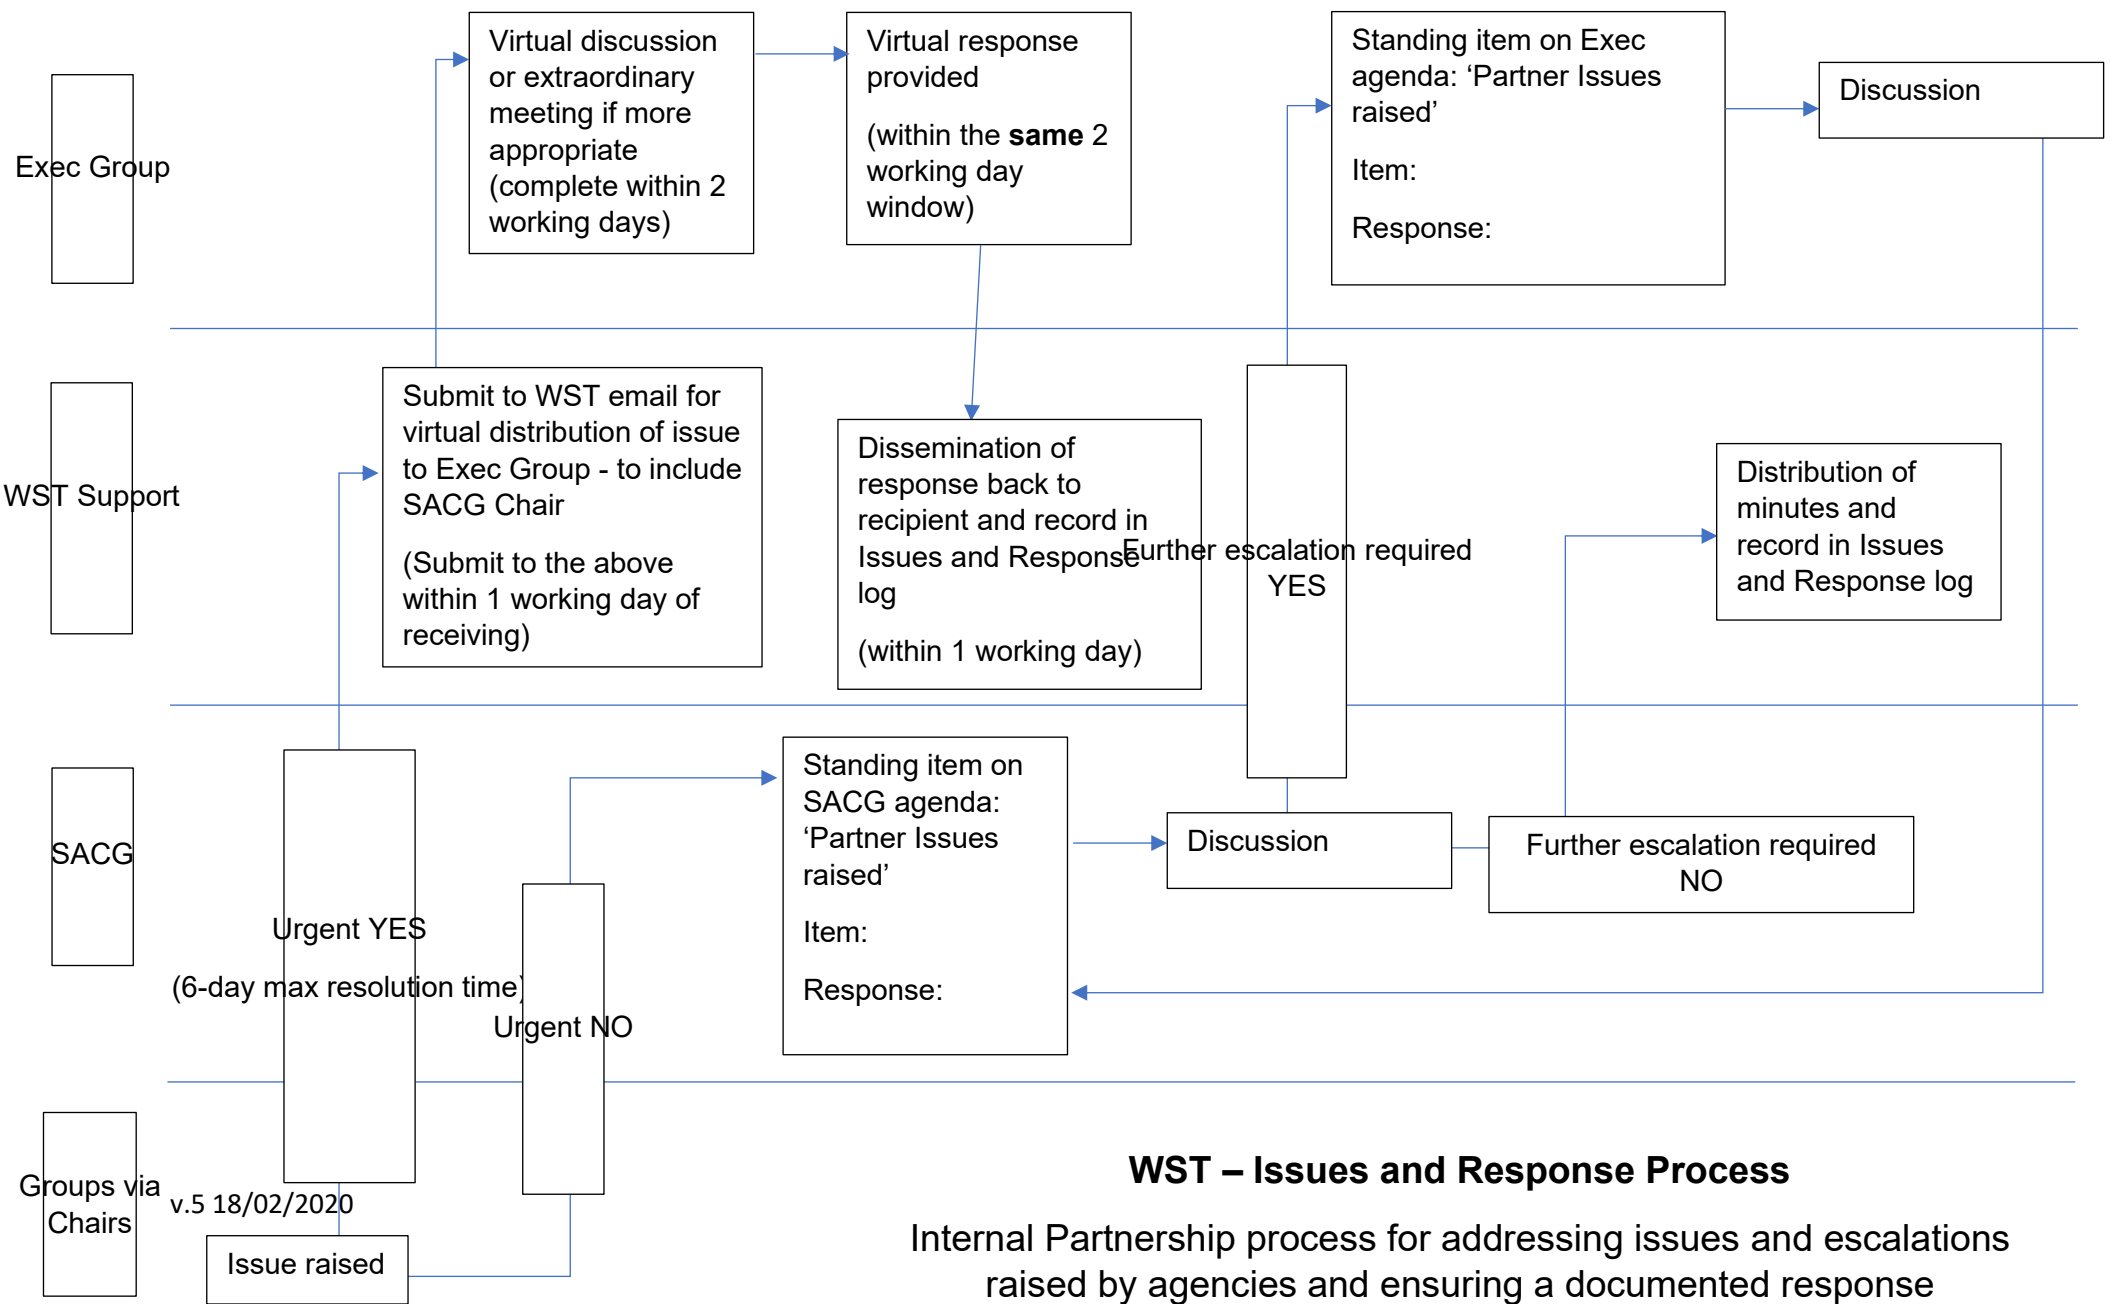 Exec Group
Virtual discussion
or extraordinary
meeting if more
appropriate
(complete within 2
working days)
Virtual response
provided
(within the same 2
working day
window)
Standing item on Exec
agenda: ‘Partner Issues
raised’
Item:
Response:
Discussion
WST Support
Submit to WST email for
virtual distribution of issue
to Exec Group - to include
SACG Chair
(Submit to the above
within 1 working day of
receiving)
Dissemination of
response back to
recipient and record in
Issues and Response
log
(within 1 working day)
Further escalation required
YES
Distribution of
minutes and
record in Issues
and Response log
SACG
Urgent YES
(6-day max resolution time)
Urgent NO
Standing item on
SACG agenda:
‘Partner Issues
raised’
Item:
Response:
Discussion
Further escalation required
NO
Groups via
Chairs
v.5 18/02/2020
Issue raised
WST – Issues and Response Process
Internal Partnership process for addressing issues and escalations
raised by agencies and ensuring a documented response